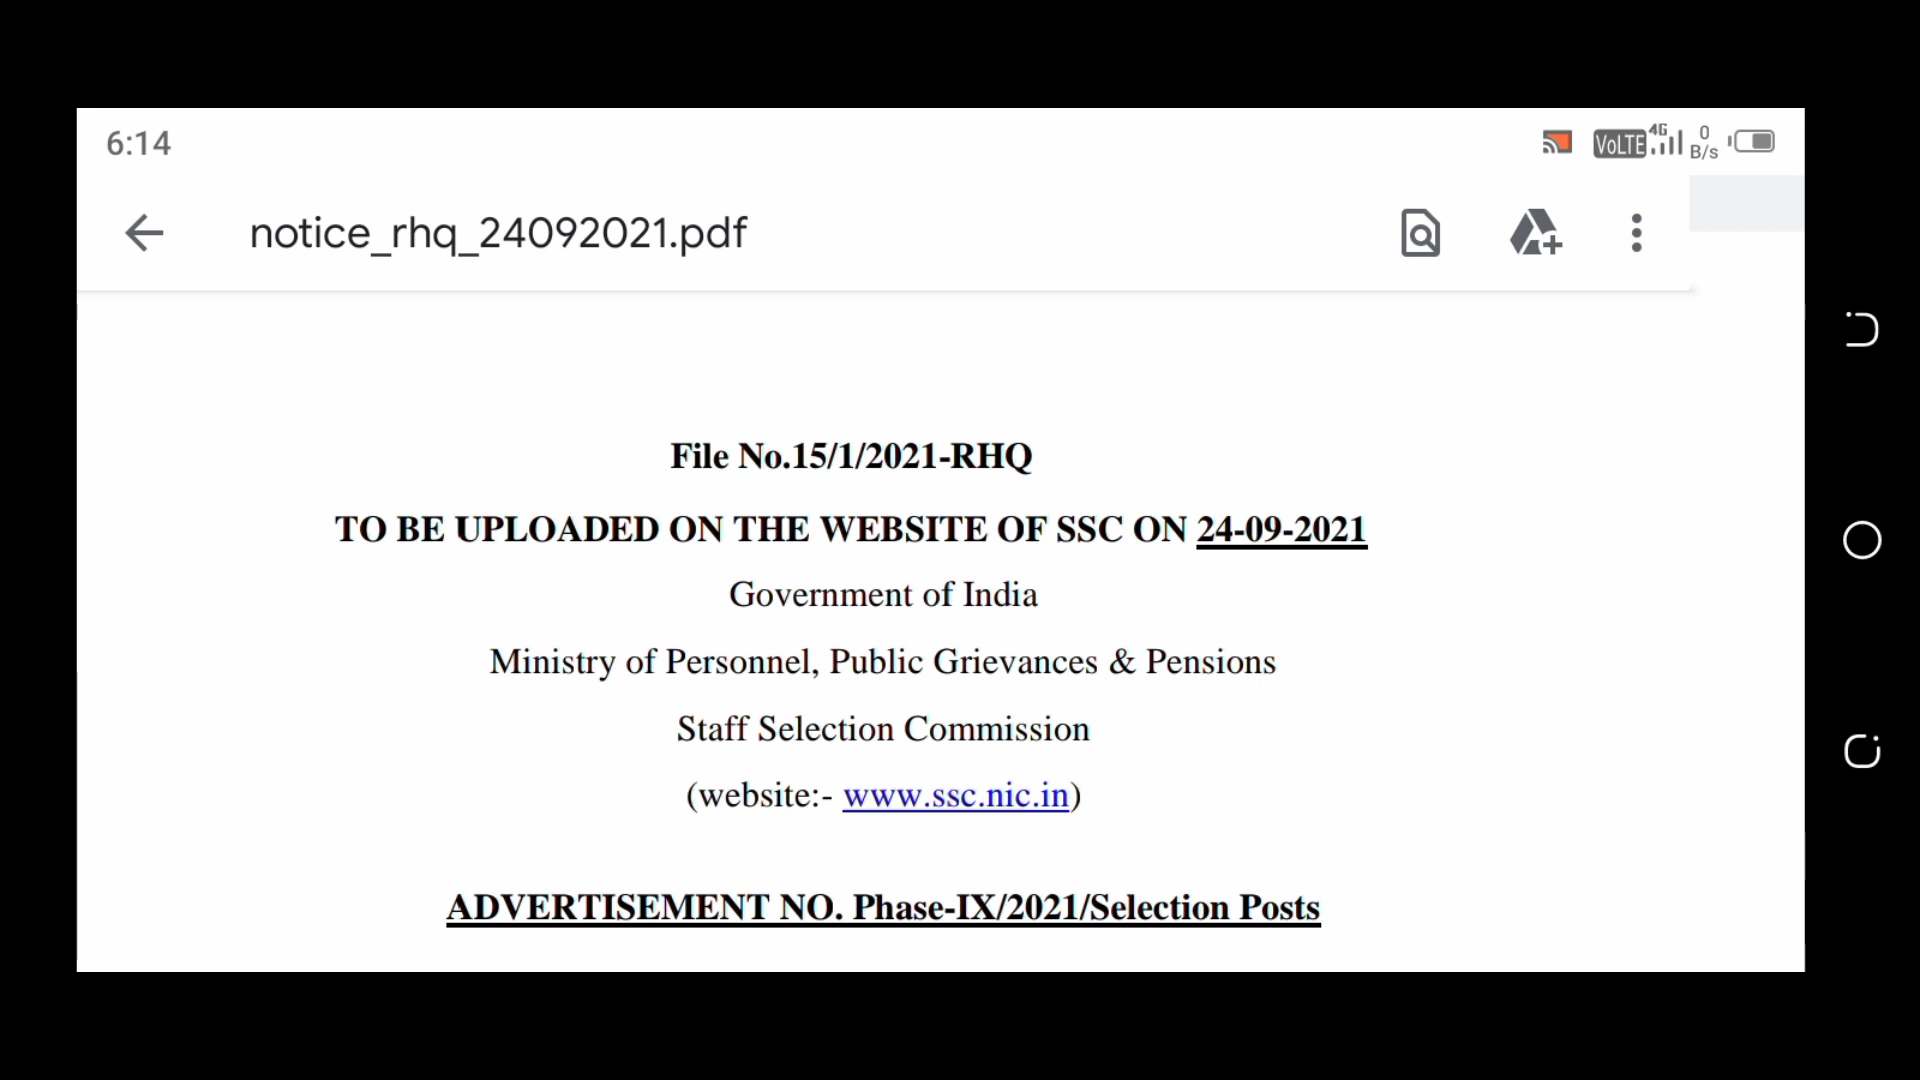 6:14
VoLTE 4G 0 B/s
notice_rhq_24092021.pdf
File No.15/1/2021-RHQ
TO BE UPLOADED ON THE WEBSITE OF SSC ON 24-09-2021
Government of India
Ministry of Personnel, Public Grievances & Pensions
Staff Selection Commission
(website:- www.ssc.nic.in)
ADVERTISEMENT NO. Phase-IX/2021/Selection Posts